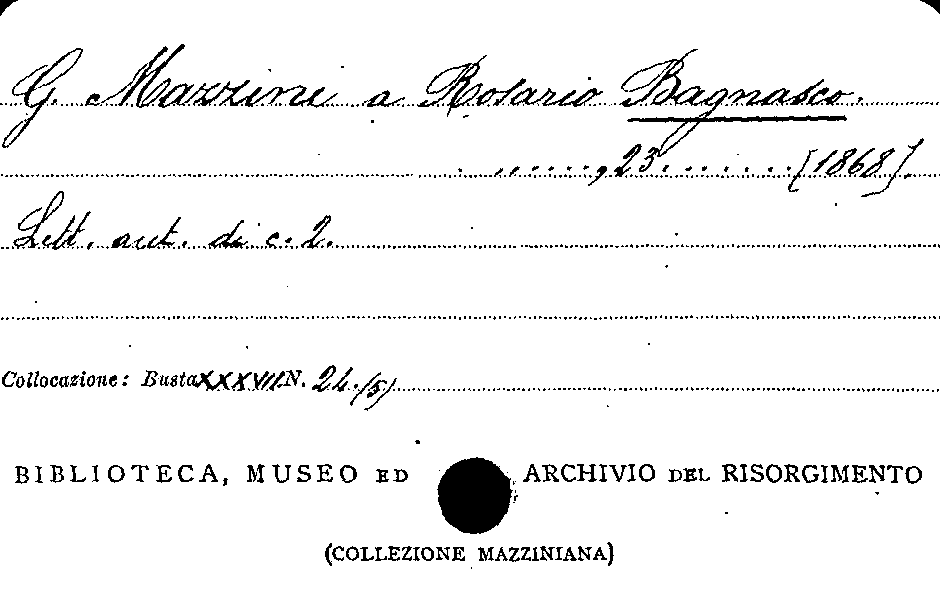 G. Mazzini a Rosario Bagnasco.
......, 23....... [1868].
Lett. aut. di c. 2.
Collocazione: Busta XXXVII N. 24 (5)
BIBLIOTECA, MUSEO ED ARCHIVIO DEL RISORGIMENTO
(COLLEZIONE MAZZINIANA)